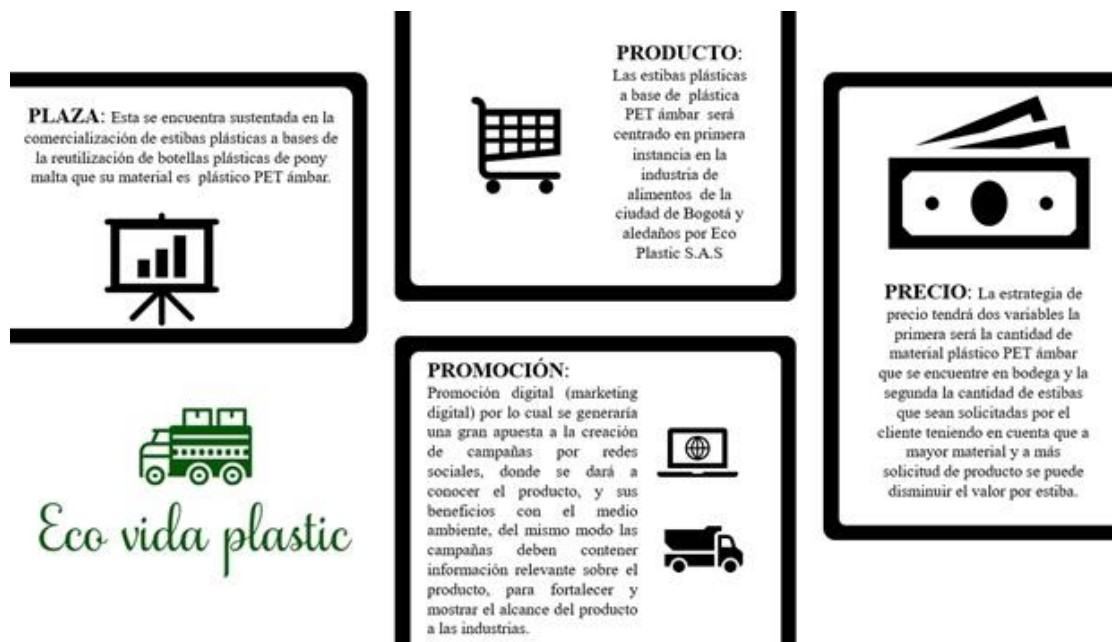 PLAZA: Esta se encuentra sustentada en la
comercialización de estibas plásticas a bases de
la reutilización de botellas plásticas de pony
malta que su material es plástico PET ámbar.
PRODUCTO:
Las estibas plásticas
a base de plástica
PET ámbar será
centrado en primera
instancia en la
industria de
alimentos de la
ciudad de Bogotá y
aledaños por Eco
Plastic S.A.S
PRECIO: La estrategia de
precio tendrá dos variables la
primera será la cantidad de
material plástico PET ámbar
que se encuentre en bodega y la
segunda la cantidad de estibas
que sean solicitadas por el
cliente teniendo en cuenta que a
mayor material y a más
solicitud de producto se puede
disminuir el valor por estiba.
PROMOCIÓN:
Promoción digital (marketing
digital) por lo cual se generaría
una gran apuesta a la creación
de campañas por redes
sociales, donde se dará a
conocer el producto, y sus
beneficios con el medio
ambiente, del mismo modo las
campañas deben contener
información relevante sobre el
producto, para fortalecer y
mostrar el alcance del producto
a las industrias.
Eco vida plastic